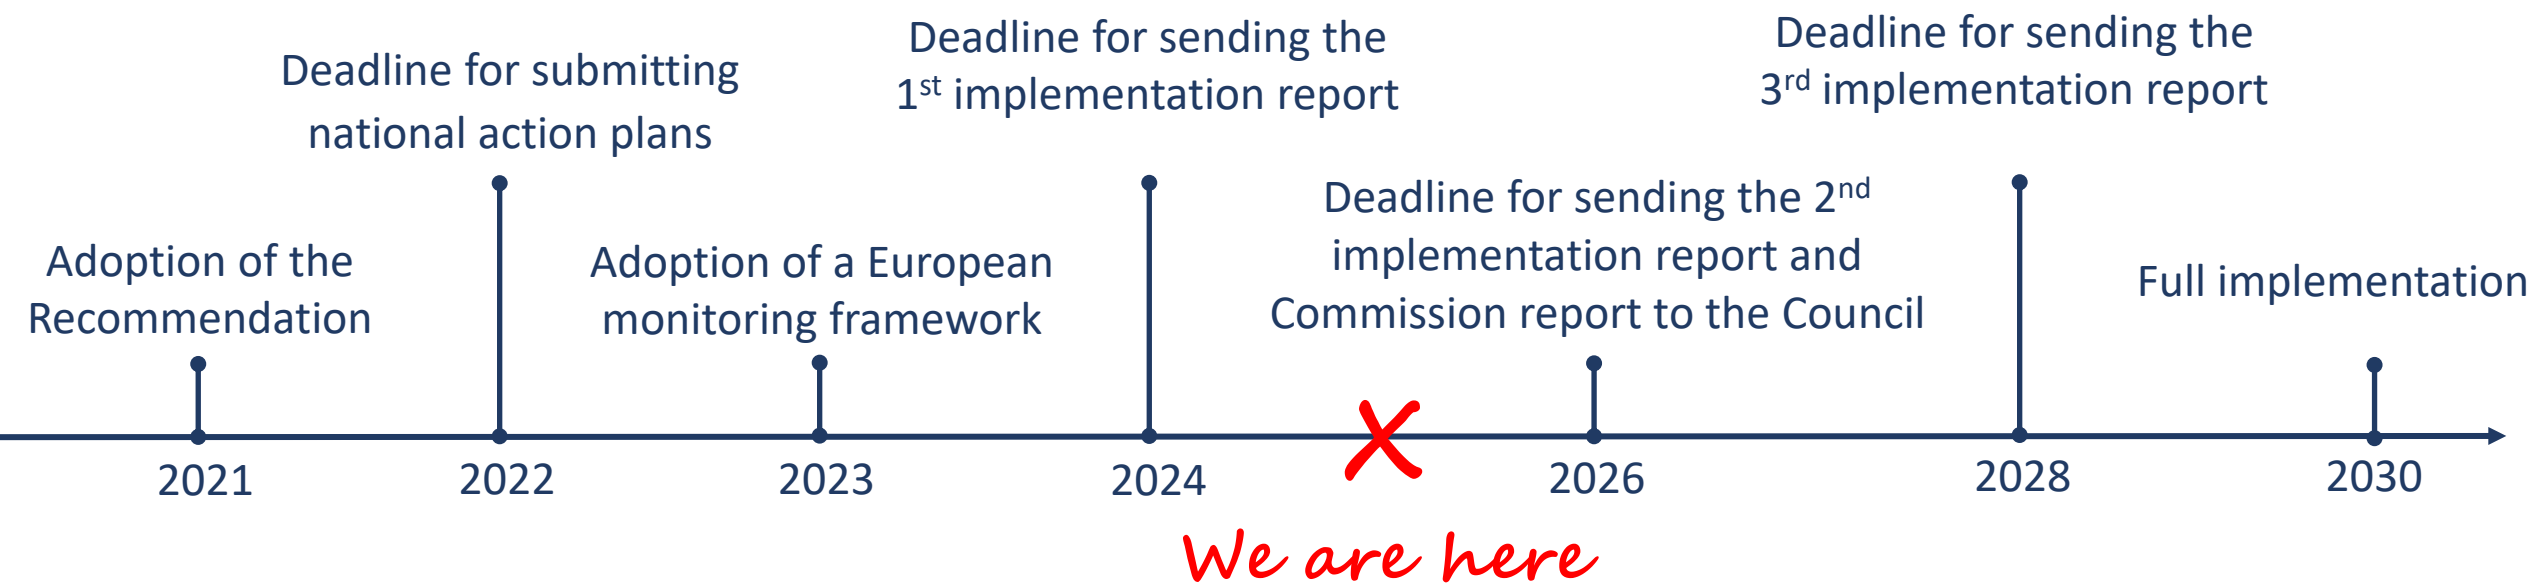 Adoption of the
Recommendation
Deadline for submitting
national action plans
Adoption of a European
monitoring framework
Deadline for sending the
1st implementation report
Deadline for sending the 2nd
implementation report and
Commission report to the Council
Deadline for sending the
3rd implementation report
Full implementation
2021
2022
2023
2024
2026
2028
2030
We are here